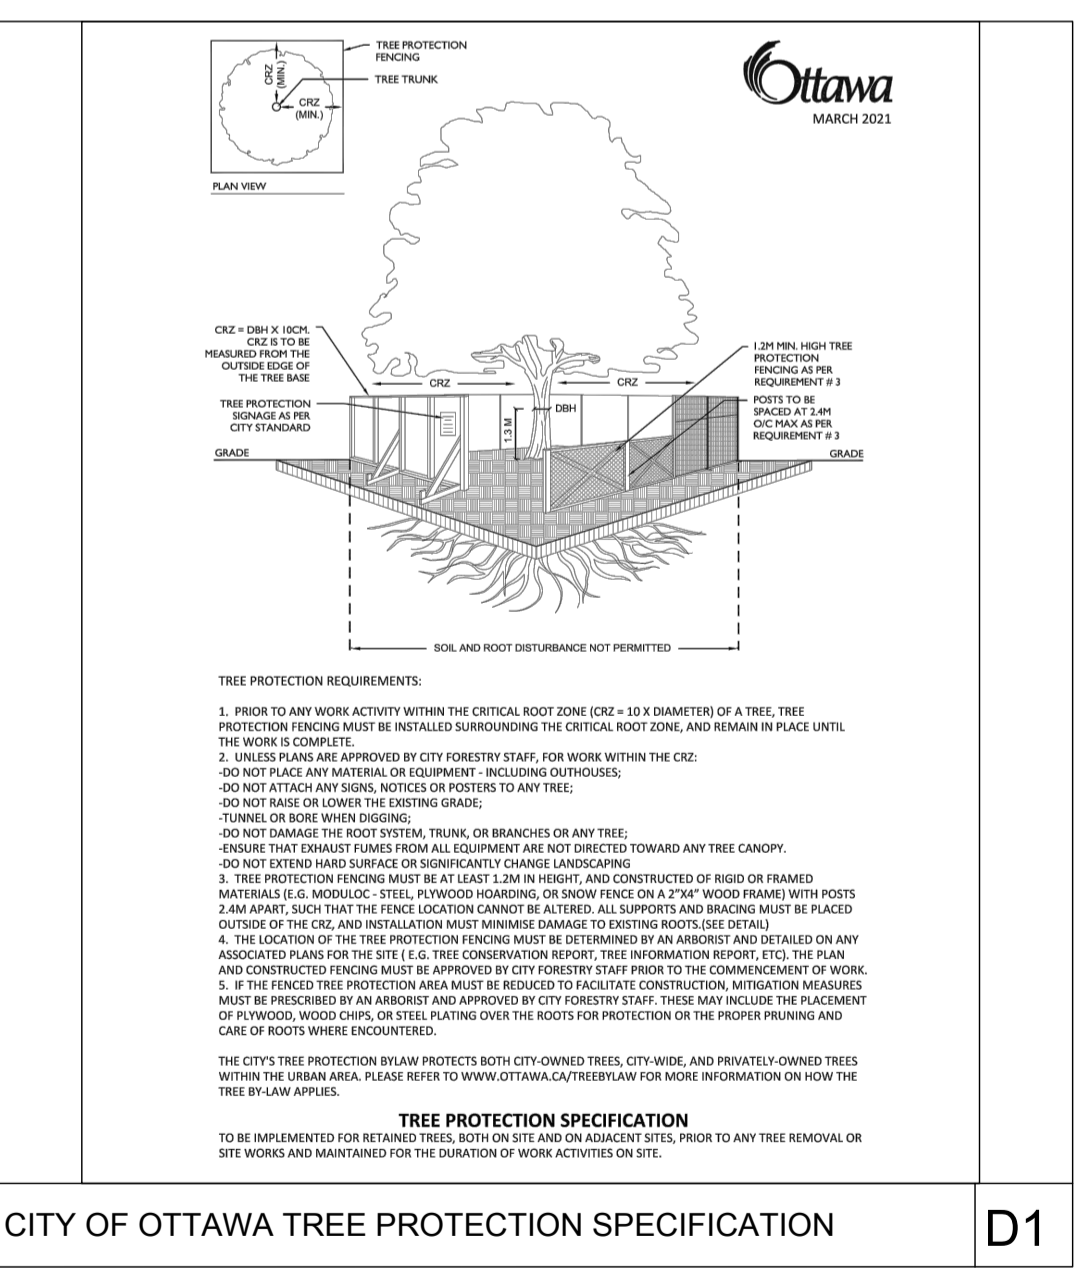 TREE PROTECTION
FENCING
TREE TRUNK
CRZ
(MIN.)
CRZ
(MIN.)
PLAN VIEW
Ottawa
MARCH 2021
CRZ = DBH X 10CM.
CRZ IS TO BE
MEASURED FROM THE
OUTSIDE EDGE OF
THE TREE BASE
TREE PROTECTION
SIGNAGE AS PER
CITY STANDARD
GRADE
CRZ
CRZ
DBH
1.3 M
1.2M MIN. HIGH TREE
PROTECTION
FENCING AS PER
REQUIREMENT # 3
POSTS TO BE
SPACED AT 2.4M
O/C MAX AS PER
REQUIREMENT # 3
GRADE
SOIL AND ROOT DISTURBANCE NOT PERMITTED
TREE PROTECTION REQUIREMENTS:
1. PRIOR TO ANY WORK ACTIVITY WITHIN THE CRITICAL ROOT ZONE (CRZ = 10 X DIAMETER) OF A TREE, TREE
PROTECTION FENCING MUST BE INSTALLED SURROUNDING THE CRITICAL ROOT ZONE, AND REMAIN IN PLACE UNTIL
THE WORK IS COMPLETE.
2. UNLESS PLANS ARE APPROVED BY CITY FORESTRY STAFF, FOR WORK WITHIN THE CRZ:
-DO NOT PLACE ANY MATERIAL OR EQUIPMENT - INCLUDING OUTHOUSES;
-DO NOT ATTACH ANY SIGNS, NOTICES OR POSTERS TO ANY TREE;
-DO NOT RAISE OR LOWER THE EXISTING GRADE;
-TUNNEL OR BORE WHEN DIGGING;
-DO NOT DAMAGE THE ROOT SYSTEM, TRUNK, OR BRANCHES OR ANY TREE;
-ENSURE THAT EXHAUST FUMES FROM ALL EQUIPMENT ARE NOT DIRECTED TOWARD ANY TREE CANOPY.
-DO NOT EXTEND HARD SURFACE OR SIGNIFICANTLY CHANGE LANDSCAPING
3. TREE PROTECTION FENCING MUST BE AT LEAST 1.2M IN HEIGHT, AND CONSTRUCTED OF RIGID OR FRAMED
MATERIALS (E.G. MODULOC - STEEL, PLYWOOD HOARDING, OR SNOW FENCE ON A 2"X4" WOOD FRAME) WITH POSTS
2.4M APART, SUCH THAT THE FENCE LOCATION CANNOT BE ALTERED. ALL SUPPORTS AND BRACING MUST BE PLACED
OUTSIDE OF THE CRZ, AND INSTALLATION MUST MINIMISE DAMAGE TO EXISTING ROOTS.(SEE DETAIL)
4. THE LOCATION OF THE TREE PROTECTION FENCING MUST BE DETERMINED BY AN ARBORIST AND DETAILED ON ANY
ASSOCIATED PLANS FOR THE SITE ( E.G. TREE CONSERVATION REPORT, TREE INFORMATION REPORT, ETC). THE PLAN
AND CONSTRUCTED FENCING MUST BE APPROVED BY CITY FORESTRY STAFF PRIOR TO THE COMMENCEMENT OF WORK.
5. IF THE FENCED TREE PROTECTION AREA MUST BE REDUCED TO FACILITATE CONSTRUCTION, MITIGATION MEASURES
MUST BE PRESCRIBED BY AN ARBORIST AND APPROVED BY CITY FORESTRY STAFF. THESE MAY INCLUDE THE PLACEMENT
OF PLYWOOD, WOOD CHIPS, OR STEEL PLATING OVER THE ROOTS FOR PROTECTION OR THE PROPER PRUNING AND
CARE OF ROOTS WHERE ENCOUNTERED.
THE CITY'S TREE PROTECTION BYLAW PROTECTS BOTH CITY-OWNED TREES, CITY-WIDE, AND PRIVATELY-OWNED TREES
WITHIN THE URBAN AREA. PLEASE REFER TO WWW.OTTAWA.CA/TREEBYLAW FOR MORE INFORMATION ON HOW THE
TREE BY-LAW APPLIES.
TREE PROTECTION SPECIFICATION
TO BE IMPLEMENTED FOR RETAINED TREES, BOTH ON SITE AND ON ADJACENT SITES, PRIOR TO ANY TREE REMOVAL OR
SITE WORKS AND MAINTAINED FOR THE DURATION OF WORK ACTIVITIES ON SITE.
CITY OF OTTAWA TREE PROTECTION SPECIFICATION
D1